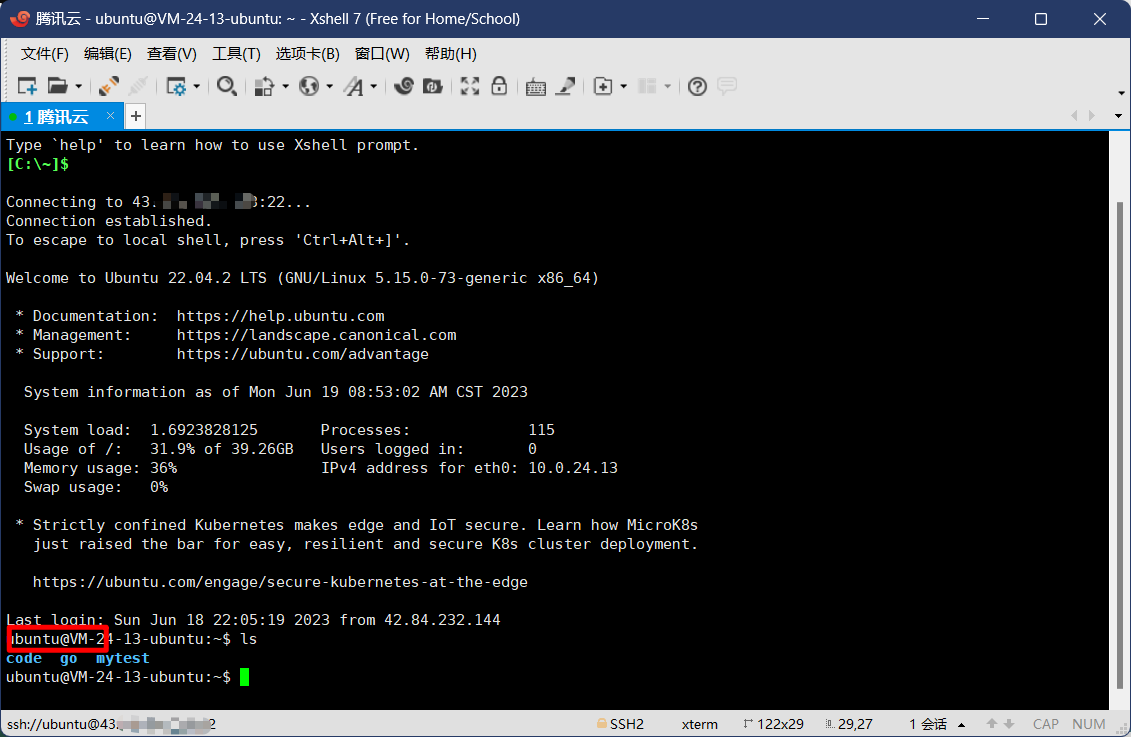 腾讯云 - ubuntu@VM-24-13-ubuntu: ~ - Xshell 7 (Free for Home/School)
文件(F) 编辑(E) 查看(V) 工具(T) 选项卡(B) 窗口(W) 帮助(H)
1 腾讯云
Type `help' to learn how to use Xshell prompt.
[C:\~]$
Connecting to 43. :22...
Connection established.
To escape to local shell, press 'Ctrl+Alt+]'.
Welcome to Ubuntu 22.04.2 LTS (GNU/Linux 5.15.0-73-generic x86_64)
* Documentation:  https://help.ubuntu.com
* Management:     https://landscape.canonical.com
* Support:        https://ubuntu.com/advantage
System information as of Mon Jun 19 08:53:02 AM CST 2023
System load:  1.6923828125       Processes:             115
Usage of /:   31.9% of 39.26GB   Users logged in:       0
Memory usage: 36%                IPv4 address for eth0: 10.0.24.13
Swap usage:   0%
* Strictly confined Kubernetes makes edge and IoT secure. Learn how MicroK8s
just raised the bar for easy, resilient and secure K8s cluster deployment.
https://ubuntu.com/engage/secure-kubernetes-at-the-edge
Last login: Sun Jun 18 22:05:19 2023 from 42.84.232.144
ubuntu@VM-24-13-ubuntu:~$ ls
code  go  mytest
ubuntu@VM-24-13-ubuntu:~$
ssh://ubuntu@43. 2 SSH2 xterm 122x29 29,27 1 会话 CAP NUM